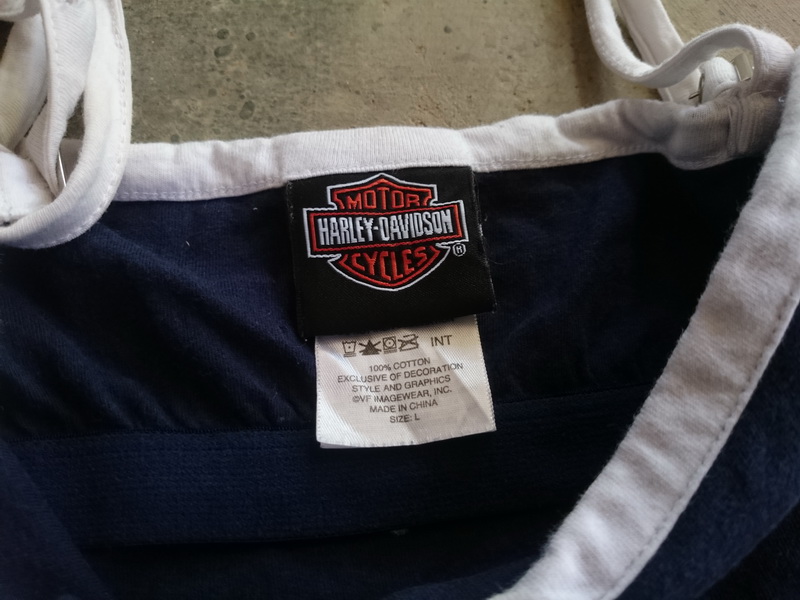 MOTOR
HARLEY-DAVIDSON
CYCLES
®
INT
100% COTTON
EXCLUSIVE OF DECORATION
STYLE AND GRAPHICS
©VF IMAGEWEAR, INC.
MADE IN CHINA
SIZE: L